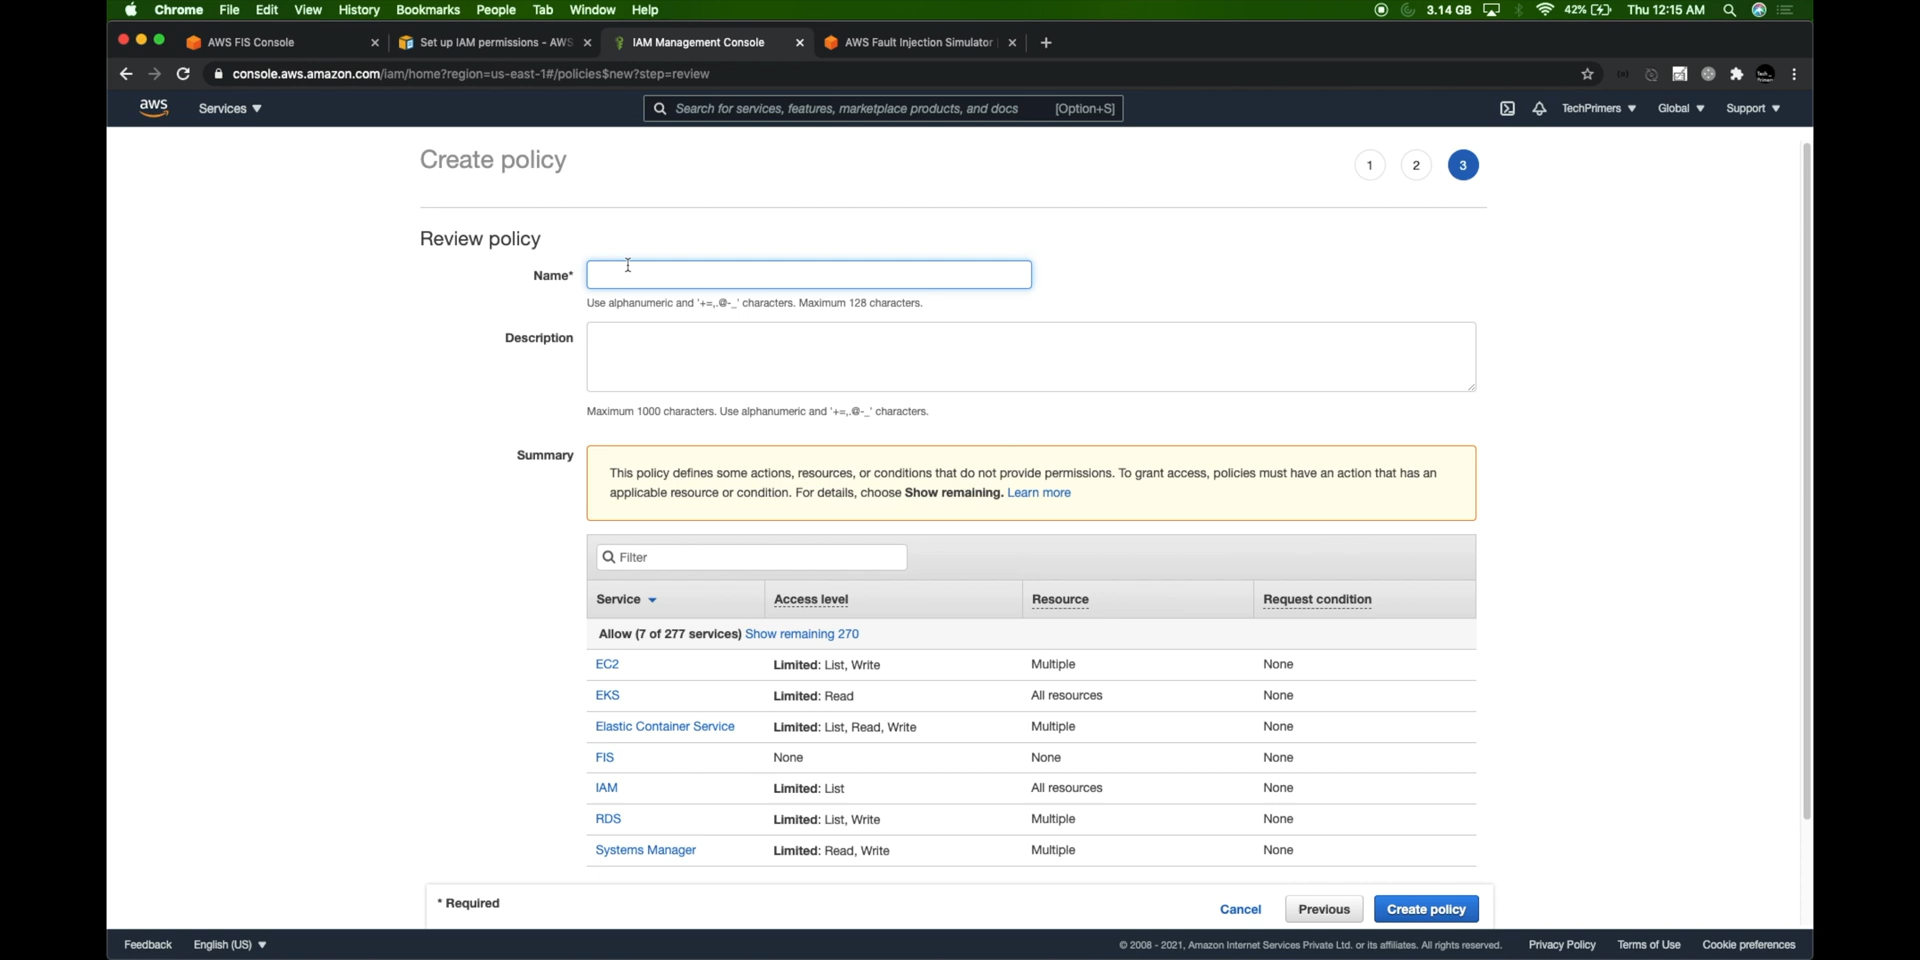 Chrome File Edit View History Bookmarks People Tab Window Help 3.14 GB 42% Thu 12:15 AM
AWS FIS Console Set up IAM permissions - AWS IAM Management Console AWS Fault Injection Simulator
console.aws.amazon.com/iam/home?region=us-east-1#/policies$new?step=review
aws Services Search for services, features, marketplace products, and docs [Option+S] TechPrimers Global Support
Create policy 1 2 3
Review policy
Name*
Use alphanumeric and '+=,.@-_' characters. Maximum 128 characters.
Description
Maximum 1000 characters. Use alphanumeric and '+=,.@-_' characters.
Summary
This policy defines some actions, resources, or conditions that do not provide permissions. To grant access, policies must have an action that has an
applicable resource or condition. For details, choose Show remaining. Learn more
Filter
Service Access level Resource Request condition
Allow (7 of 277 services) Show remaining 270
EC2 Limited: List, Write Multiple None
EKS Limited: Read All resources None
Elastic Container Service Limited: List, Read, Write Multiple None
FIS None None None
IAM Limited: List All resources None
RDS Limited: List, Write Multiple None
Systems Manager Limited: Read, Write Multiple None
* Required Cancel Previous Create policy
Feedback English (US) © 2008 - 2021, Amazon Internet Services Private Ltd. or its affiliates. All rights reserved. Privacy Policy Terms of Use Cookie preferences